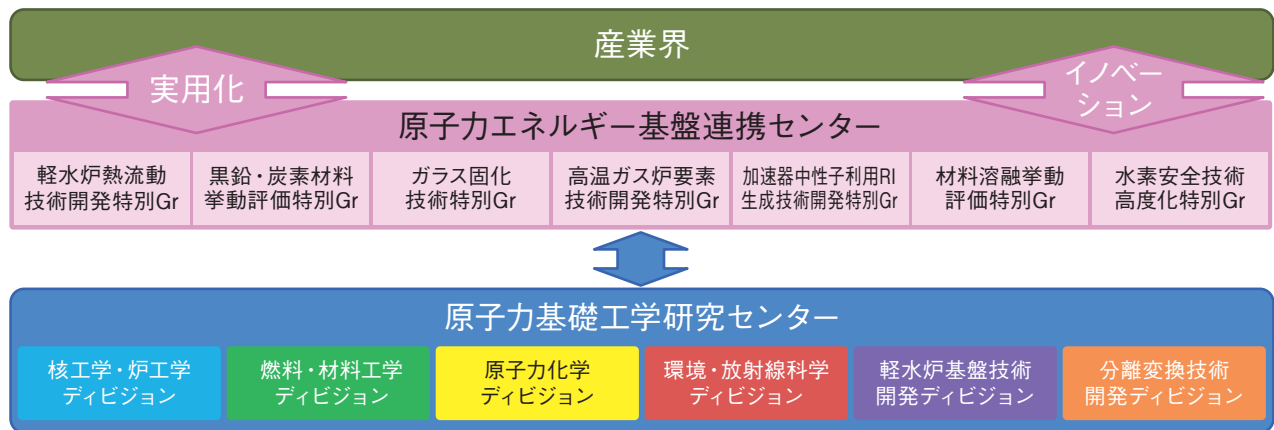 産業界
実用化
イノベー
ション
原子力エネルギー基盤連携センター
軽水炉熱流動
技術開発特別Gr
黒鉛・炭素材料
挙動評価特別Gr
ガラス固化
技術特別Gr
高温ガス炉要素
技術開発特別Gr
加速器中性子利用RI
生成技術開発特別Gr
材料溶融挙動
評価特別Gr
水素安全技術
高度化特別Gr
原子力基礎工学研究センター
核工学・炉工学
ディビジョン
燃料・材料工学
ディビジョン
原子力化学
ディビジョン
環境・放射線科学
ディビジョン
軽水炉基盤技術
開発ディビジョン
分離変換技術
開発ディビジョン